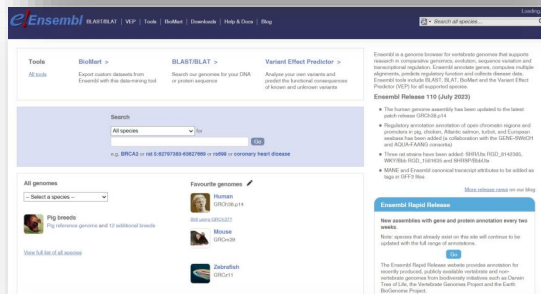 Loading
e!Ensembl BLAST/BLAT | VEP | Tools | BioMart | Downloads | Help & Docs | Blog
Search all species...
Tools
All tools
BioMart >
Export custom datasets from
Ensembl with this data-mining tool
BLAST/BLAT >
Search our genomes for your DNA
or protein sequence
Variant Effect Predictor >
Analyse your own variants and
predict the functional consequences
of known and unknown variants
Search
All species for
Go
e.g. BRCA2 or rat 5:62797383-63627669 or rs699 or coronary heart disease
All genomes
-- Select a species --
Pig breeds
Pig reference genome and 12 additional breeds
View full list of all species
Favourite genomes
Human
GRCh38.p14
Still using GRCh37?
Mouse
GRCm39
Zebrafish
GRCz11
Ensembl is a genome browser for vertebrate genomes that supports
research in comparative genomics, evolution, sequence variation and
transcriptional regulation. Ensembl annotate genes, computes multiple
alignments, predicts regulatory function and collects disease data.
Ensembl tools include BLAST, BLAT, BioMart and the Variant Effect
Predictor (VEP) for all supported species.
Ensembl Release 110 (July 2023)
The human genome assembly has been updated to the latest
patch release GRCh38.p14
Regulatory annotation annotation of open chromatin regions and
promoters in pig, chicken, Atlantic salmon, turbot, and European
seabass has been added (a collaboration with the GENE-SWitCH
and AQUA-FAANG consortia)
Three rat strains have been added:
MANE and Ensembl canonical transcript attributes to be added as
tags in GFF3 files
More release news on our blog
Ensembl Rapid Release
New assemblies with gene and protein annotation every two
weeks.
Note: species that already exist on this site will continue to be
updated with the full range of annotations.
Go
The Ensembl Rapid Release website provides annotation for
recently produced, publicly available vertebrate and non-
vertebrate genomes from biodiversity initiatives such as Darwin
Tree of Life, the Vertebrate Genomes Project and the Earth
BioGenome Project.